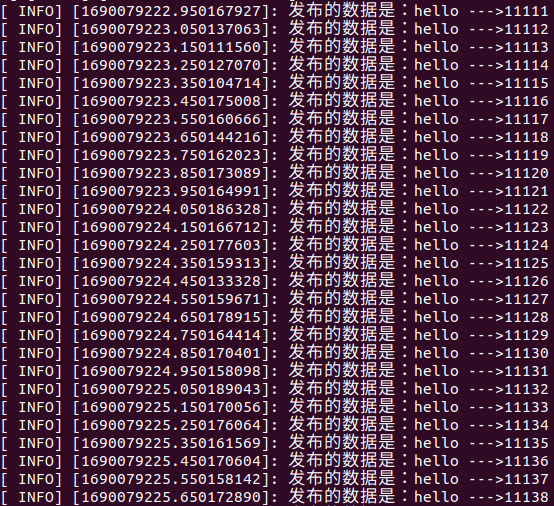 [ INFO] [1690079222.950167927]: 发布的数据是：hello --->11111
[ INFO] [1690079223.050137063]: 发布的数据是：hello --->11112
[ INFO] [1690079223.150111560]: 发布的数据是：hello --->11113
[ INFO] [1690079223.250127070]: 发布的数据是：hello --->11114
[ INFO] [1690079223.350104714]: 发布的数据是：hello --->11115
[ INFO] [1690079223.450175008]: 发布的数据是：hello --->11116
[ INFO] [1690079223.550160666]: 发布的数据是：hello --->11117
[ INFO] [1690079223.650144216]: 发布的数据是：hello --->11118
[ INFO] [1690079223.750162023]: 发布的数据是：hello --->11119
[ INFO] [1690079223.850173089]: 发布的数据是：hello --->11120
[ INFO] [1690079223.950164991]: 发布的数据是：hello --->11121
[ INFO] [1690079224.050186328]: 发布的数据是：hello --->11122
[ INFO] [1690079224.150166712]: 发布的数据是：hello --->11123
[ INFO] [1690079224.250177603]: 发布的数据是：hello --->11124
[ INFO] [1690079224.350159313]: 发布的数据是：hello --->11125
[ INFO] [1690079224.450133328]: 发布的数据是：hello --->11126
[ INFO] [1690079224.550159671]: 发布的数据是：hello --->11127
[ INFO] [1690079224.650178915]: 发布的数据是：hello --->11128
[ INFO] [1690079224.750164414]: 发布的数据是：hello --->11129
[ INFO] [1690079224.850170401]: 发布的数据是：hello --->11130
[ INFO] [1690079224.950158098]: 发布的数据是：hello --->11131
[ INFO] [1690079225.050189043]: 发布的数据是：hello --->11132
[ INFO] [1690079225.150170056]: 发布的数据是：hello --->11133
[ INFO] [1690079225.250176064]: 发布的数据是：hello --->11134
[ INFO] [1690079225.350161569]: 发布的数据是：hello --->11135
[ INFO] [1690079225.450170604]: 发布的数据是：hello --->11136
[ INFO] [1690079225.550158142]: 发布的数据是：hello --->11137
[ INFO] [1690079225.650172890]: 发布的数据是：hello --->11138